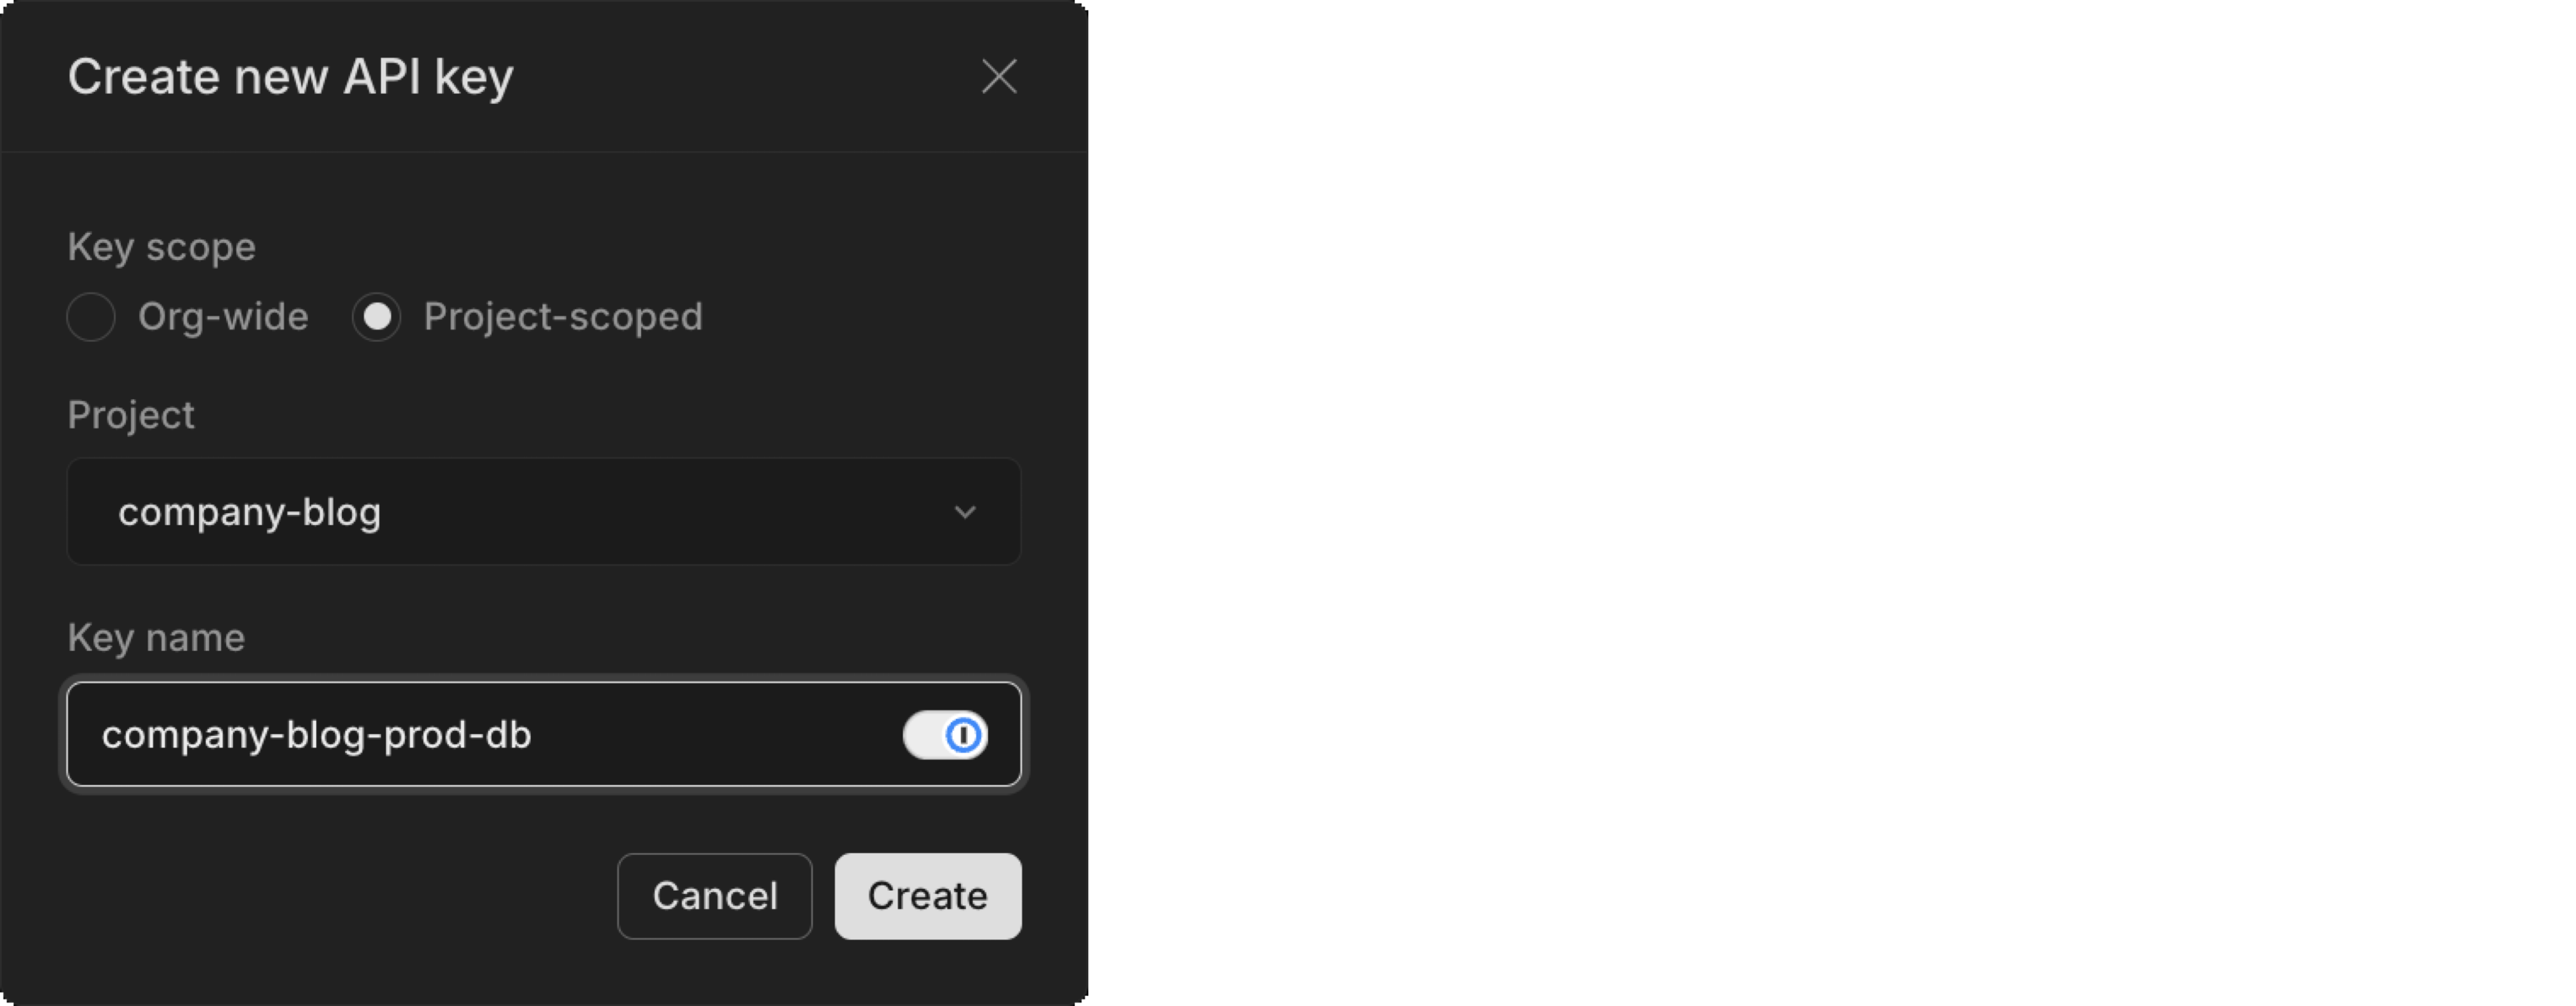 Create new API key
Key scope
Org-wide Project-scoped
Project
company-blog
Key name
company-blog-prod-db
Cancel Create